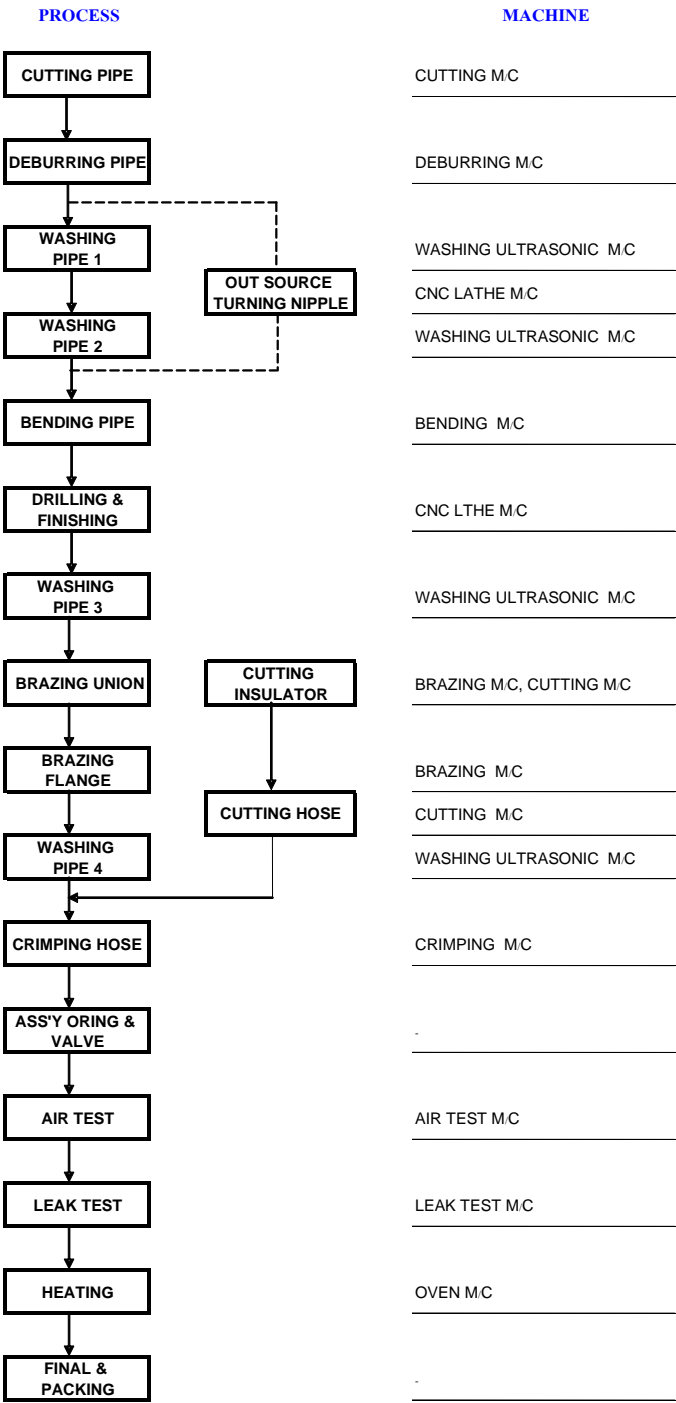 PROCESS MACHINE
CUTTING PIPE CUTTING M/C
DEBURRING PIPE DEBURRING M/C
WASHING
PIPE 1
WASHING ULTRASONIC M/C
OUT SOURCE
TURNING NIPPLE
CNC LATHE M/C
WASHING
PIPE 2
WASHING ULTRASONIC M/C
BENDING PIPE BENDING M/C
DRILLING &
FINISHING
CNC LTHE M/C
WASHING
PIPE 3
WASHING ULTRASONIC M/C
BRAZING UNION
CUTTING
INSULATOR
BRAZING M/C, CUTTING M/C
BRAZING
FLANGE
BRAZING M/C
CUTTING HOSE CUTTING M/C
WASHING
PIPE 4
WASHING ULTRASONIC M/C
CRIMPING HOSE CRIMPING M/C
ASS'Y ORING &
VALVE
-
AIR TEST AIR TEST M/C
LEAK TEST LEAK TEST M/C
HEATING OVEN M/C
FINAL &
PACKING
-